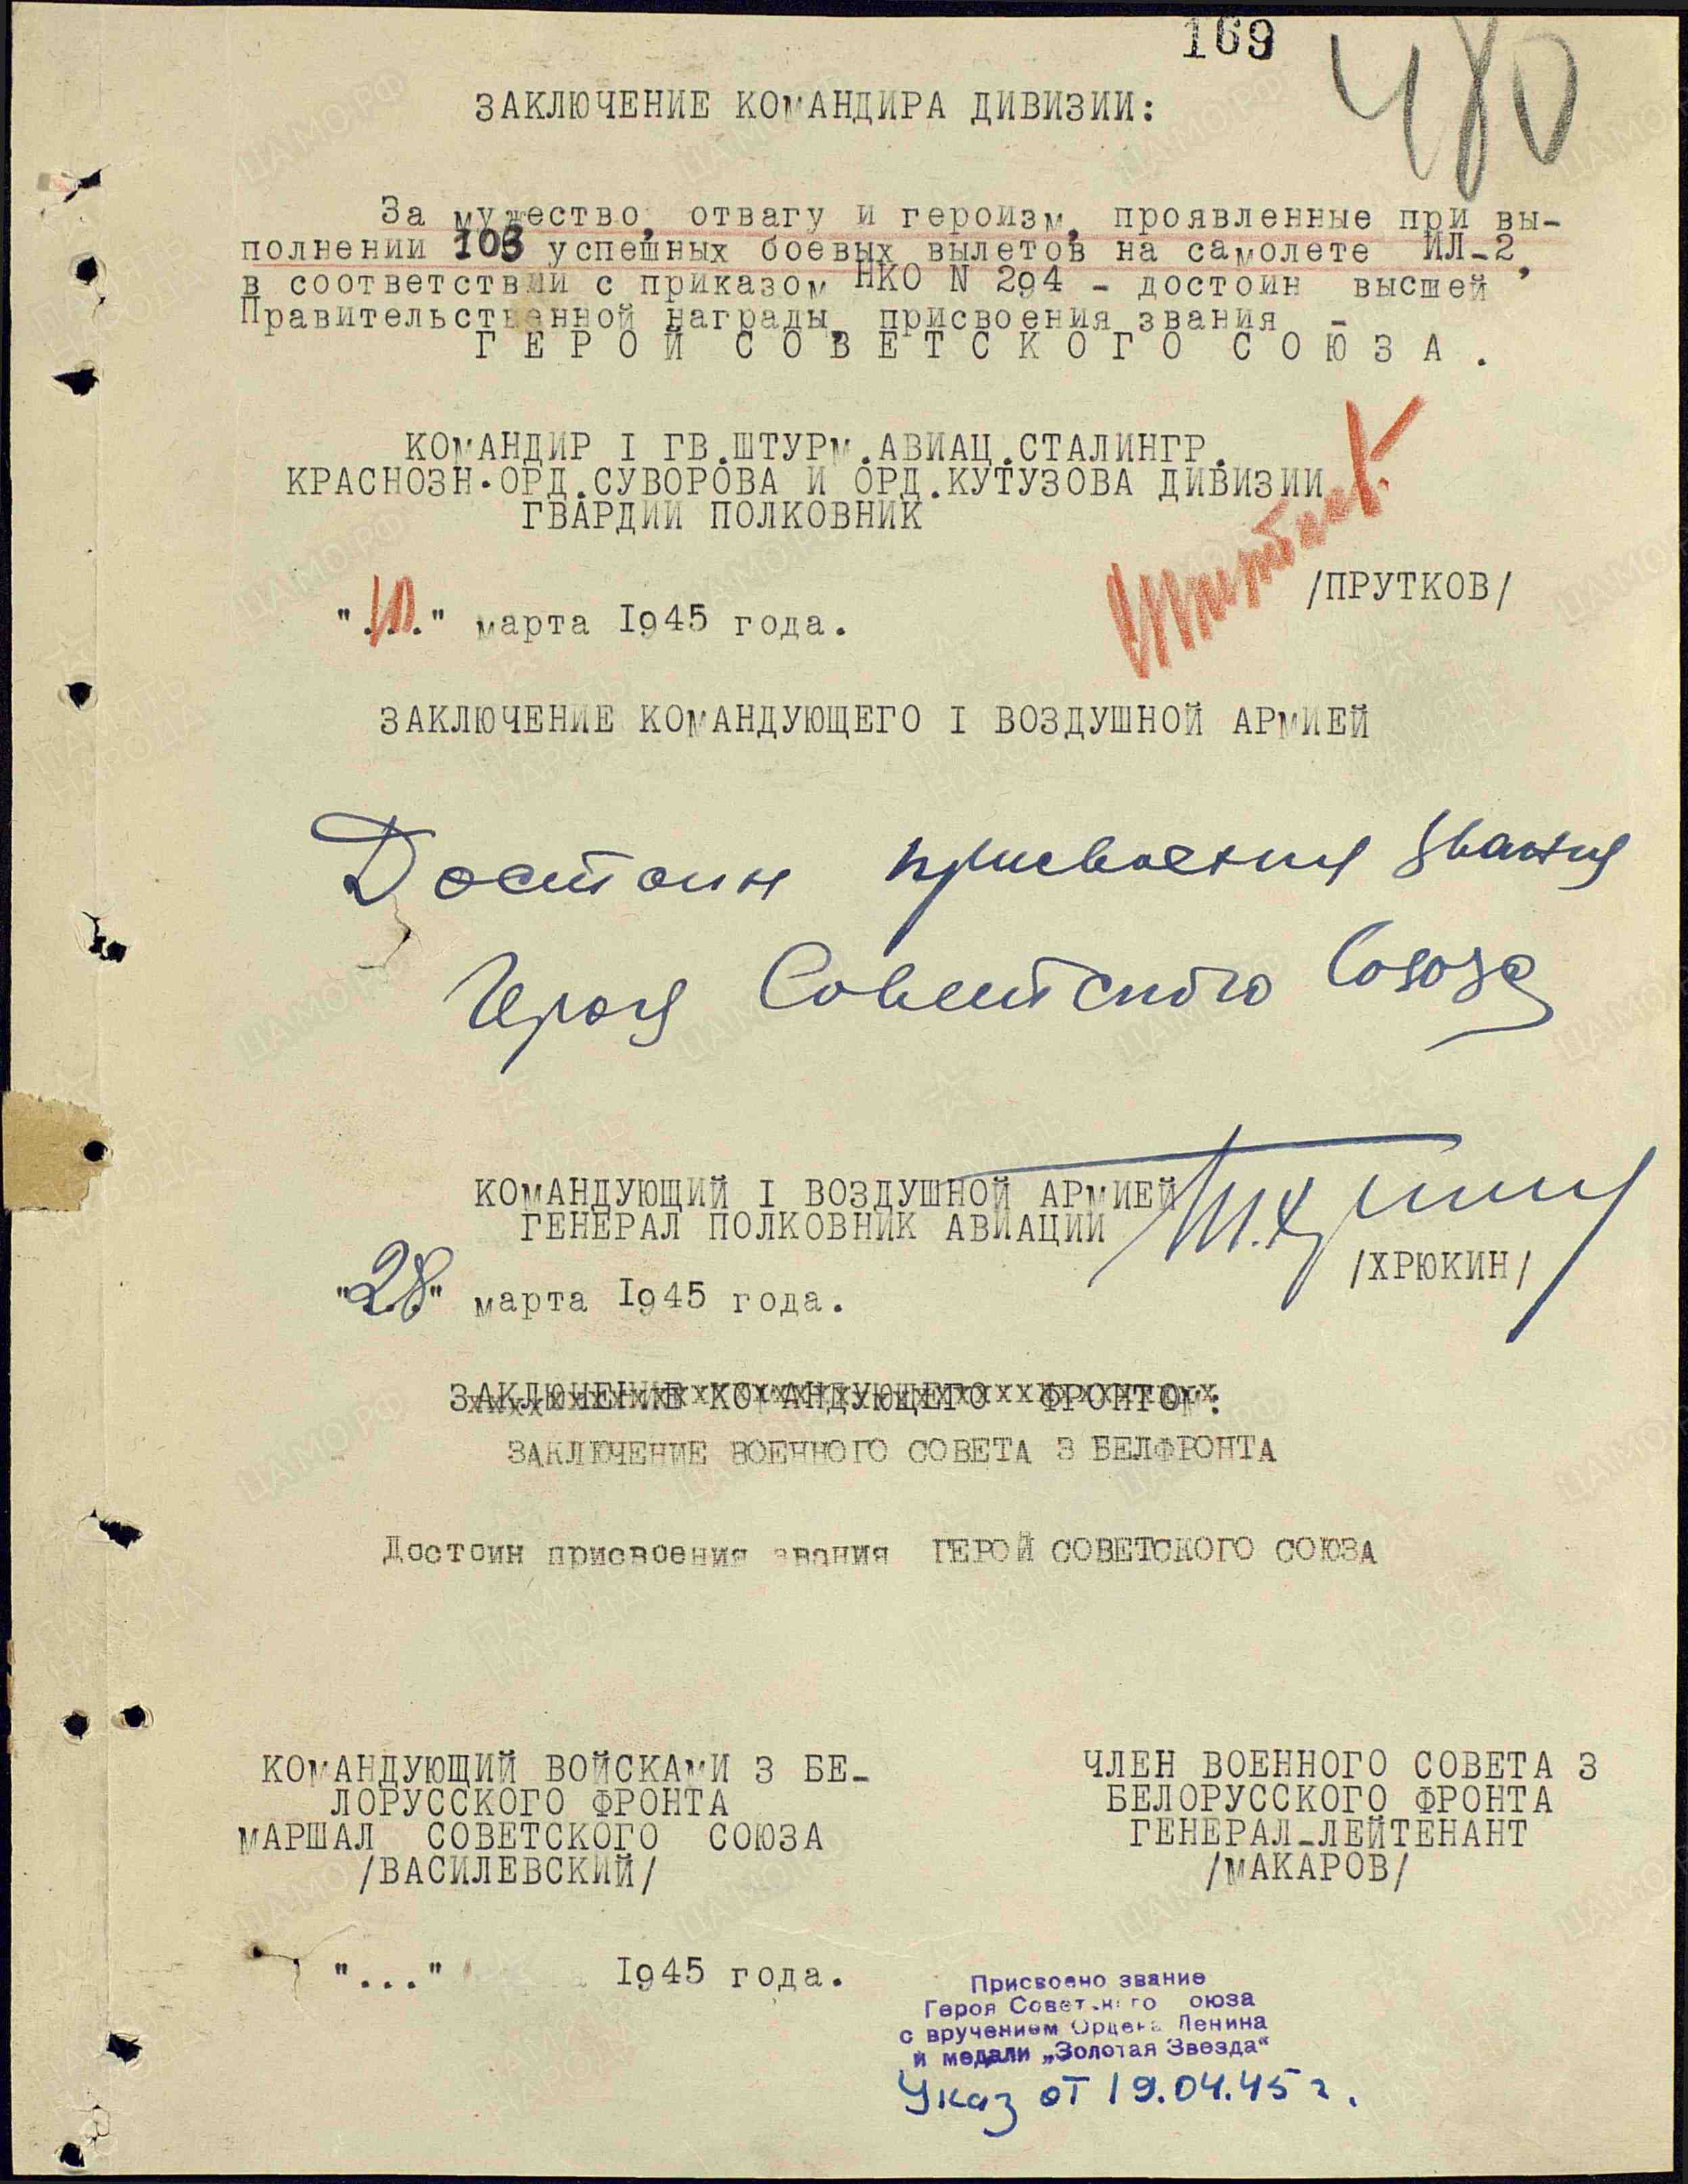 169
480
ЗАКЛЮЧЕНИЕ КОМАНДИРА ДИВИЗИИ:
За мужество, отвагу и героизм, проявленные при вы-
полнении 103 успешных боевых вылетов на самолете ИЛ-2,
в соответствии с приказом НКО N 294 - достоин высшей
Правительственной награды, присвоения звания -
ГЕРОЙ СОВЕТСКОГО СОЮЗА.
КОМАНДИР I ГВ.ШТУРМ.АВИАЦ.СТАЛИНГР.
КРАСНОЗН.ОРД.СУВОРОВА И ОРД.КУТУЗОВА ДИВИЗИИ
ГВАРДИИ ПОЛКОВНИК
/ПРУТКОВ/
"10" марта 1945 года.
ЗАКЛЮЧЕНИЕ КОМАНДУЮЩЕГО I ВОЗДУШНОЙ АРМИЕЙ
Достоин присвоения звания
Героя Советского Союза
КОМАНДУЮЩИЙ I ВОЗДУШНОЙ АРМИЕЙ
ГЕНЕРАЛ ПОЛКОВНИК АВИАЦИИ
/ХРЮКИН/
"28" марта 1945 года.
ЗАКЛЮЧЕНИЕ КОМАНДУЮЩЕГО ФРОНТОМ:
ЗАКЛЮЧЕНИЕ ВОЕННОГО СОВЕТА 3 БЕЛФРОНТА
Достоин присвоения звания ГЕРОЙ СОВЕТСКОГО СОЮЗА
КОМАНДУЮЩИЙ ВОЙСКАМИ 3 БЕ-
ЛОРУССКОГО ФРОНТА
МАРШАЛ СОВЕТСКОГО СОЮЗА
/ВАСИЛЕВСКИЙ/
ЧЛЕН ВОЕННОГО СОВЕТА 3
БЕЛОРУССКОГО ФРОНТА
ГЕНЕРАЛ-ЛЕЙТЕНАНТ
/МАКАРОВ/
"..." 1945 года.
Присвоено звание
Героя Советского Союза
с вручением Ордена Ленина
и медали „Золотая Звезда“
Указ от 19.04.45 г.